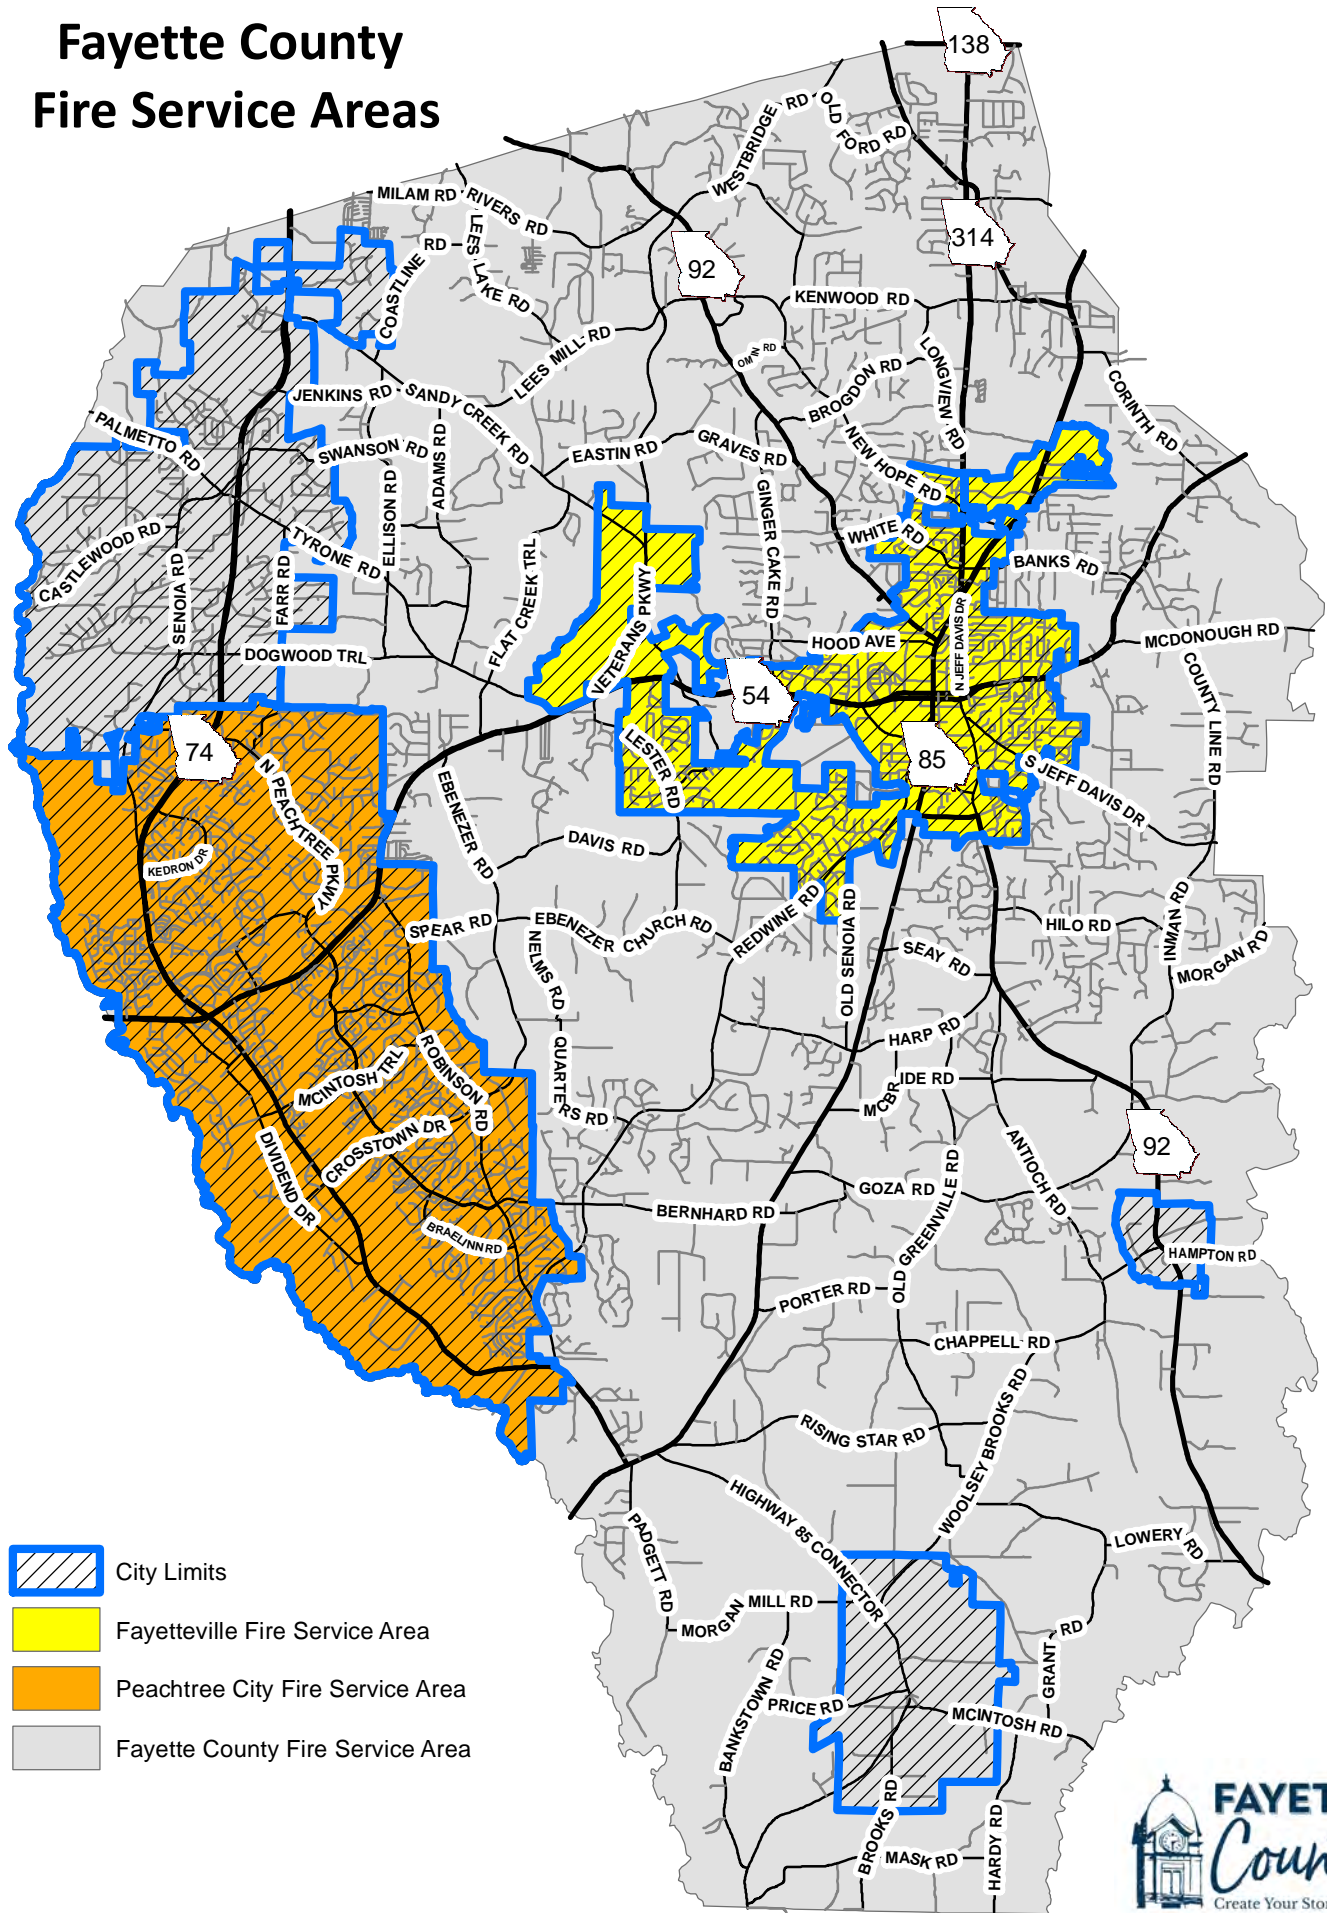 Fayette County
Fire Service Areas
138
OLD FORD RD
WESTBRIDGE RD
MILAM RD
RIVERS RD
LEES LAKE RD
COASTLINE RD
314
92
KENWOOD RD
LEES MILL RD
LONGVIEW RD
BROGDON RD
CORINTH RD
JENKINS RD
SANDY CREEK RD
PALMETTO RD
SWANSON RD
ADAMS RD
EASTIN RD
GRAVES RD
NEW HOPE RD
ELLISON RD
GINGER CAKE RD
WHITE RD
TYRONE RD
CASTLEWOOD RD
SENOIA RD
FARR RD
FLAT CREEK TRL
VETERANS PKWY
BANKS RD
N JEFF DAVIS DR
HOOD AVE
MCDONOUGH RD
DOGWOOD TRL
COUNTY LINE RD
54
74
85
N PEACHTREE PKWY
LESTER RD
EBENEZER RD
S JEFF DAVIS DR
KEDRON DR
DAVIS RD
SPEAR RD
EBENEZER CHURCH RD
REDWINE RD
OLD SENOIA RD
HILO RD
INMAN RD
MORGAN RD
NELMS RD
SEAY RD
HARP RD
QUARTERS RD
ROBINSON RD
MCINTOSH TRL
MCBRIDE RD
CROSSTOWN DR
DIVIDEND DR
ANTIOCH RD
92
GOZA RD
OLD GREENVILLE RD
BERNHARD RD
BRAELINN RD
HAMPTON RD
PORTER RD
CHAPPELL RD
WOOLSEY BROOKS RD
RISING STAR RD
HIGHWAY 85 CONNECTOR
PADGETT RD
LOWERY RD
City Limits
MORGAN MILL RD
Fayetteville Fire Service Area
GRANT RD
BANKSTOWN RD
Peachtree City Fire Service Area
PRICE RD
MCINTOSH RD
Fayette County Fire Service Area
BROOKS RD
MASK RD
HARDY RD
FAYET
Coun
Create Your Stor